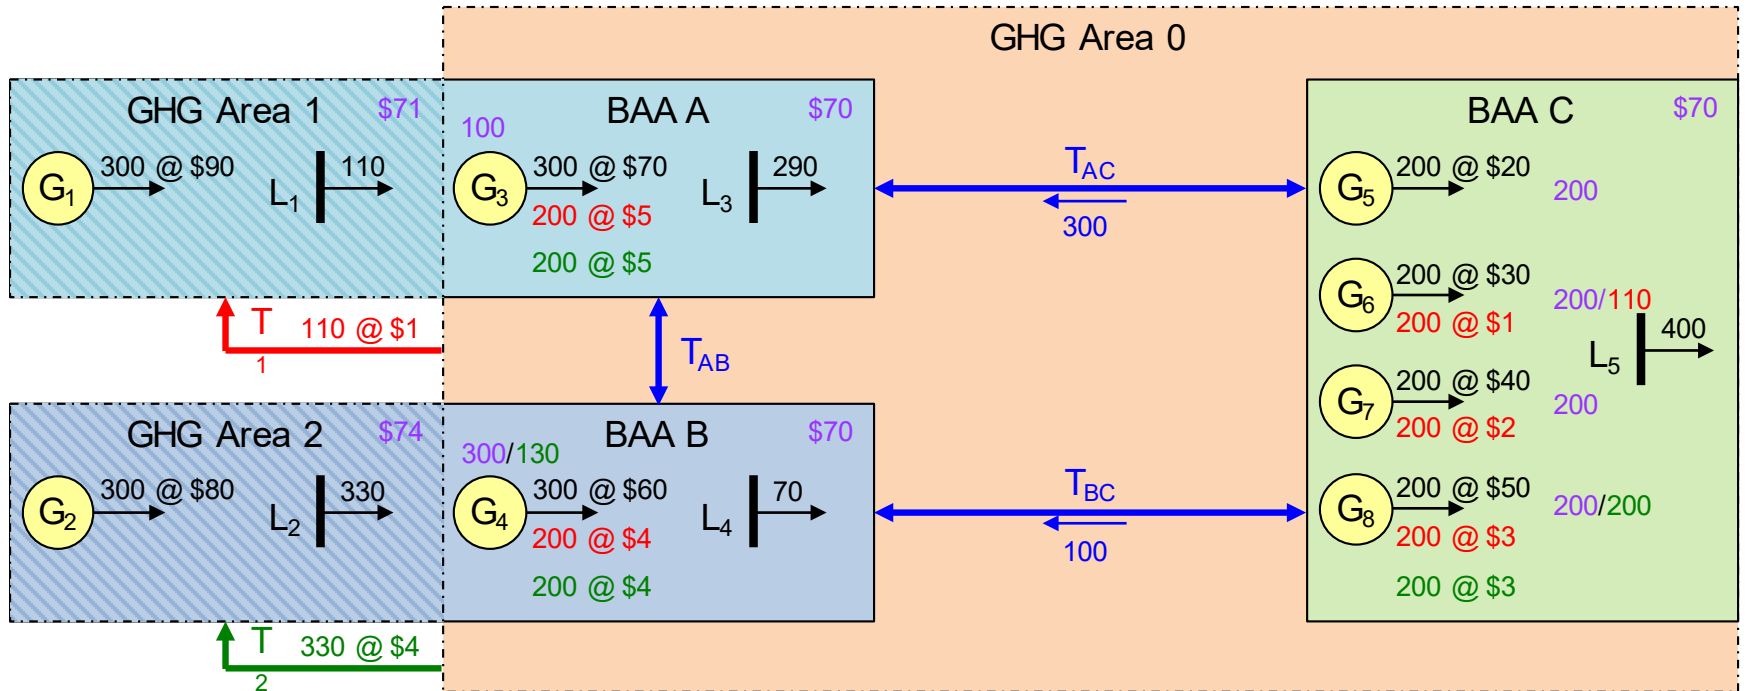 GHG Area 0
GHG Area 1 $71
G1 300 @ $90
L1 110
T1 110 @ $1
BAA A $70
100
G3 300 @ $70
200 @ $5
200 @ $5
L3 290
TAC
300
TAB
GHG Area 2 $74
G2 300 @ $80
L2 330
T2 330 @ $4
BAA B $70
300/130
G4 300 @ $60
200 @ $4
200 @ $4
L4 70
TBC
100
BAA C $70
G5 200 @ $20
200
G6 200 @ $30
200 @ $1
200/110
L5 400
G7 200 @ $40
200 @ $2
200
G8 200 @ $50
200 @ $3
200 @ $3
200/200